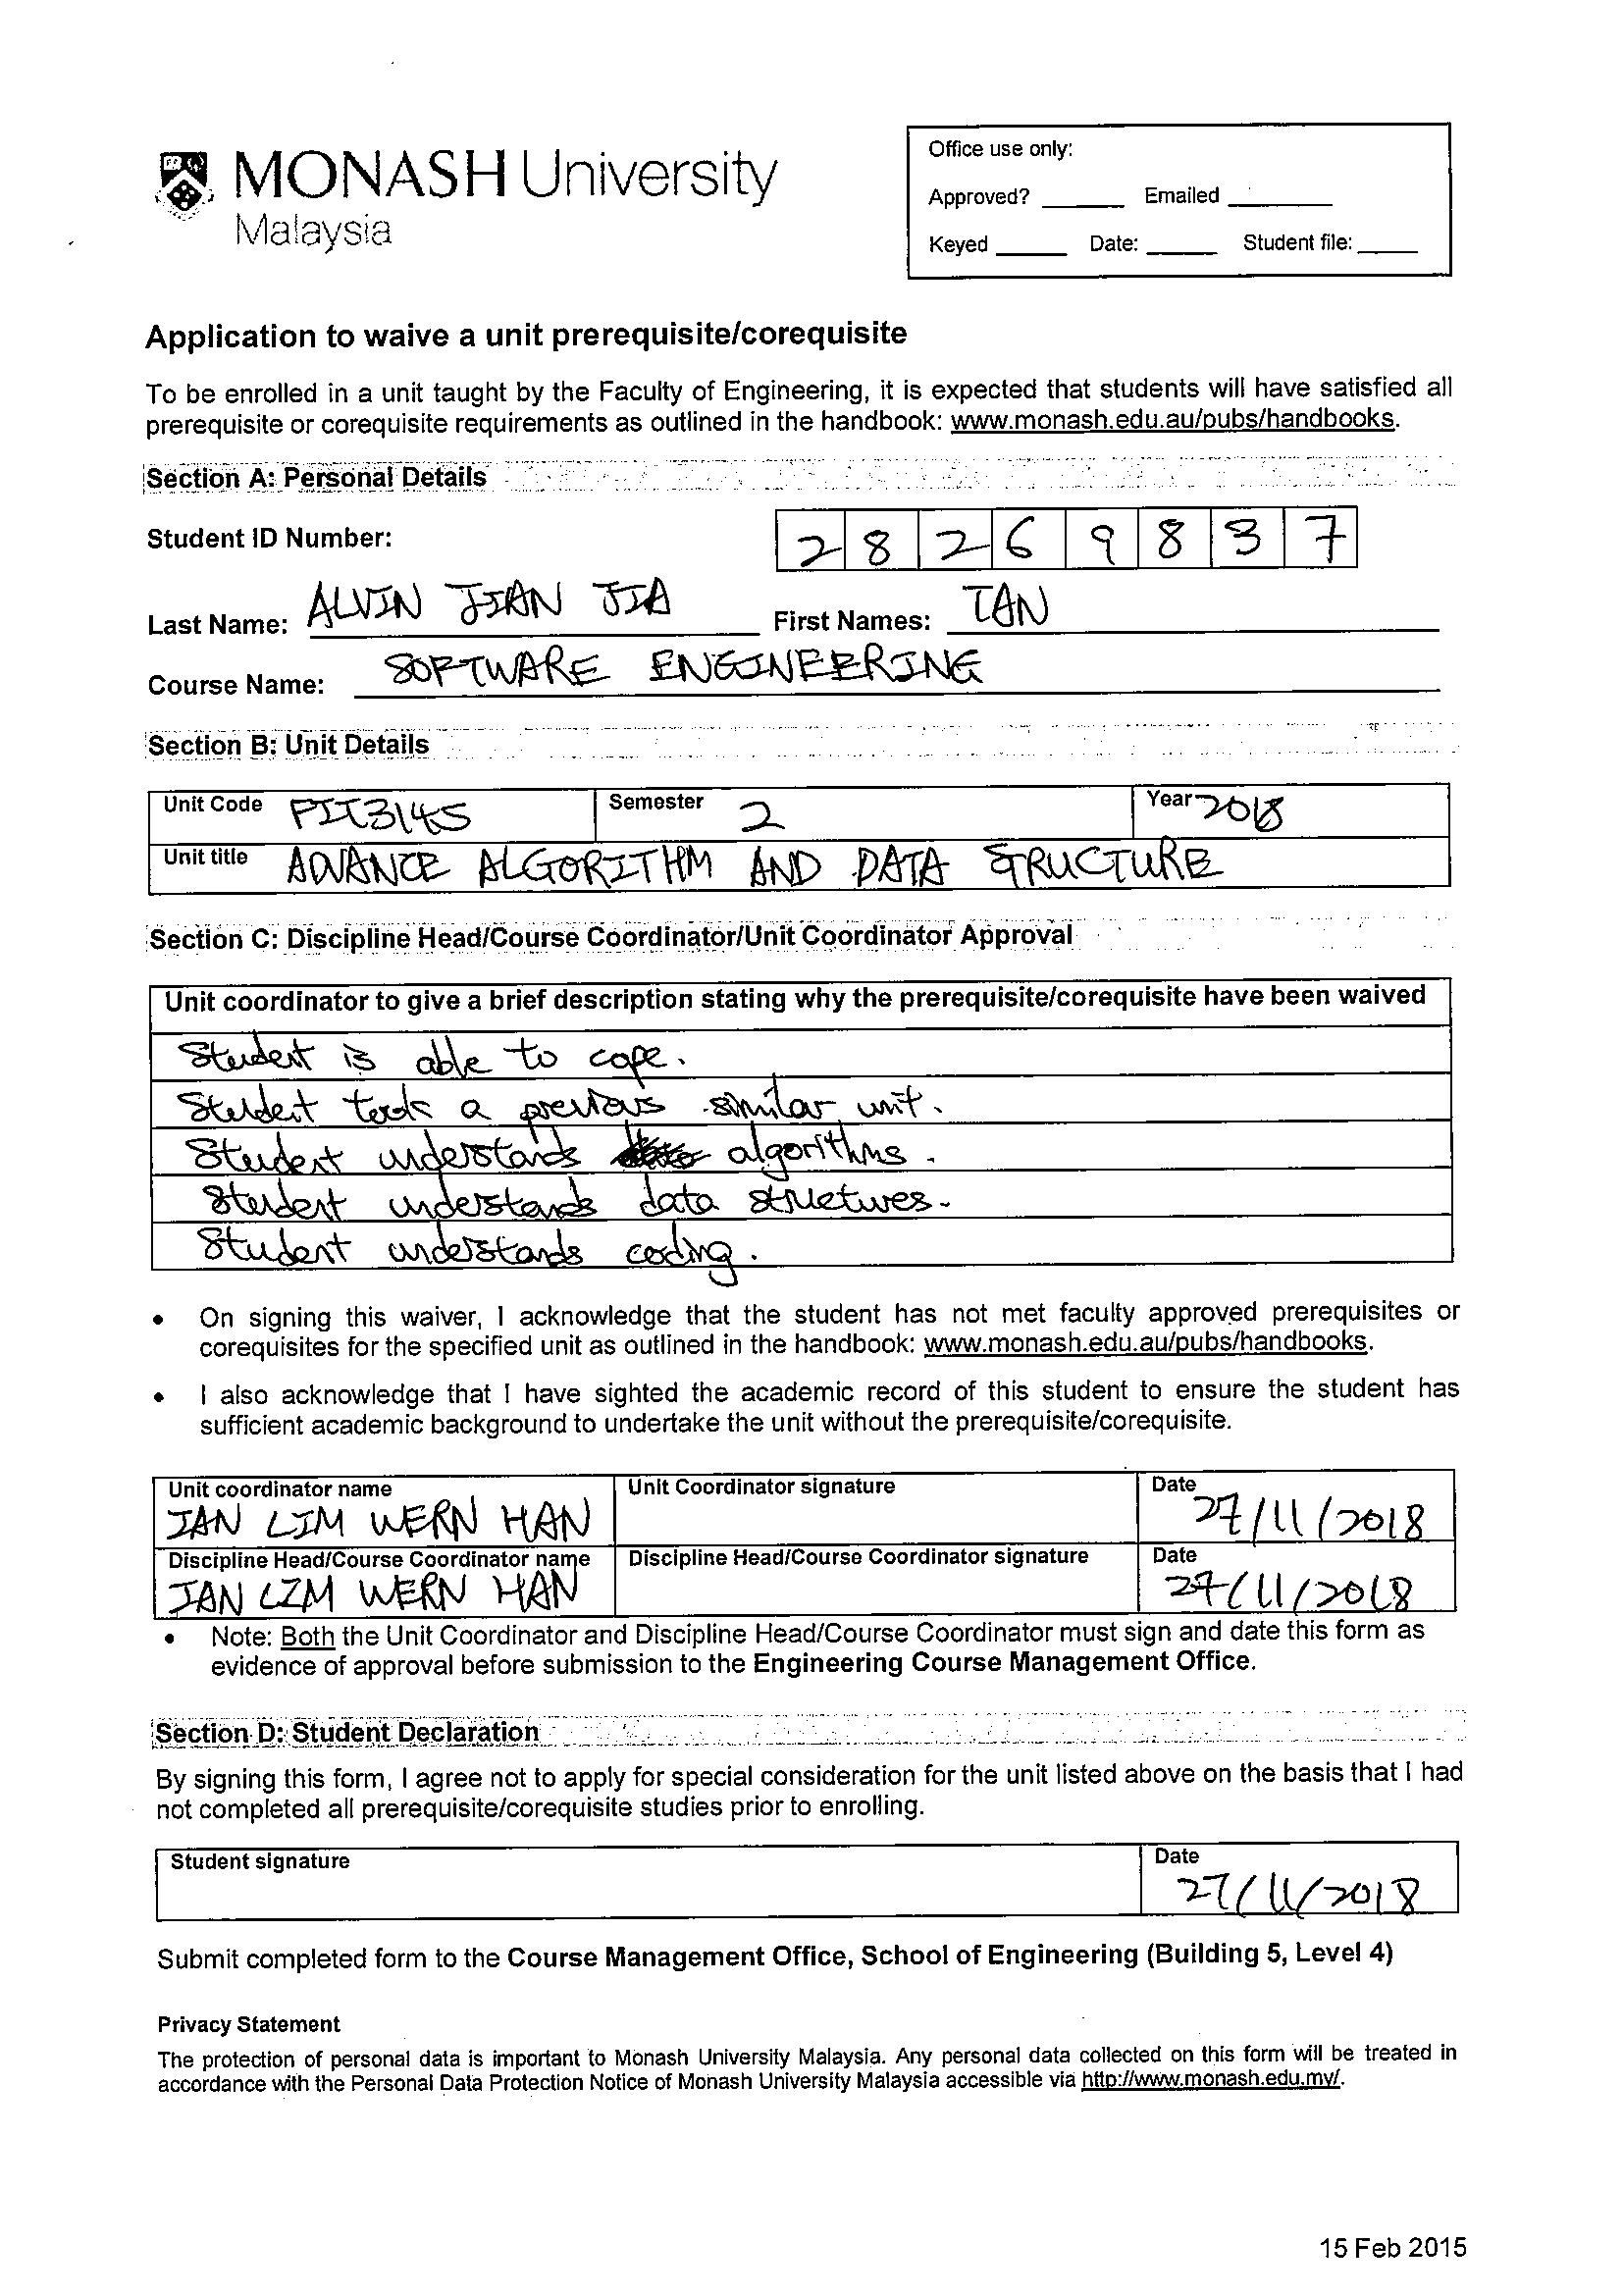 MONASH University
Malaysia
Office use only:
Approved? ______ Emailed ______
Keyed ______ Date: ______ Student file: ______
Application to waive a unit prerequisite/corequisite
To be enrolled in a unit taught by the Faculty of Engineering, it is expected that students will have satisfied all
prerequisite or corequisite requirements as outlined in the handbook: www.monash.edu.au/pubs/handbooks.
Section A: Personal Details
Student ID Number: 2 8 2 6 9 8 3 7
Last Name: ALVIN JIAN JIA First Names: TAN
Course Name: SOFTWARE ENGINEERING
Section B: Unit Details
Unit Code FIT3145 Semester 2 Year 2018
Unit title ADVANCE ALGORITHM AND DATA STRUCTURE
Section C: Discipline Head/Course Coordinator/Unit Coordinator Approval
Unit coordinator to give a brief description stating why the prerequisite/corequisite have been waived
Student is able to cope.
Student took a previous similar unit.
Student understands algorithms.
Student understands data structures.
Student understands coding.
• On signing this waiver, I acknowledge that the student has not met faculty approved prerequisites or
corequisites for the specified unit as outlined in the handbook: www.monash.edu.au/pubs/handbooks.
• I also acknowledge that I have sighted the academic record of this student to ensure the student has
sufficient academic background to undertake the unit without the prerequisite/corequisite.
Unit coordinator name Unit Coordinator signature Date
IAN LIM WERN HAN 27/11/2018
Discipline Head/Course Coordinator name Discipline Head/Course Coordinator signature Date
IAN LIM WERN HAN 27/11/2018
• Note: Both the Unit Coordinator and Discipline Head/Course Coordinator must sign and date this form as
evidence of approval before submission to the Engineering Course Management Office.
Section D: Student Declaration
By signing this form, I agree not to apply for special consideration for the unit listed above on the basis that I had
not completed all prerequisite/corequisite studies prior to enrolling.
Student signature Date
27/11/2018
Submit completed form to the Course Management Office, School of Engineering (Building 5, Level 4)
Privacy Statement
The protection of personal data is important to Monash University Malaysia. Any personal data collected on this form will be treated in
accordance with the Personal Data Protection Notice of Monash University Malaysia accessible via http://www.monash.edu.my/.
15 Feb 2015